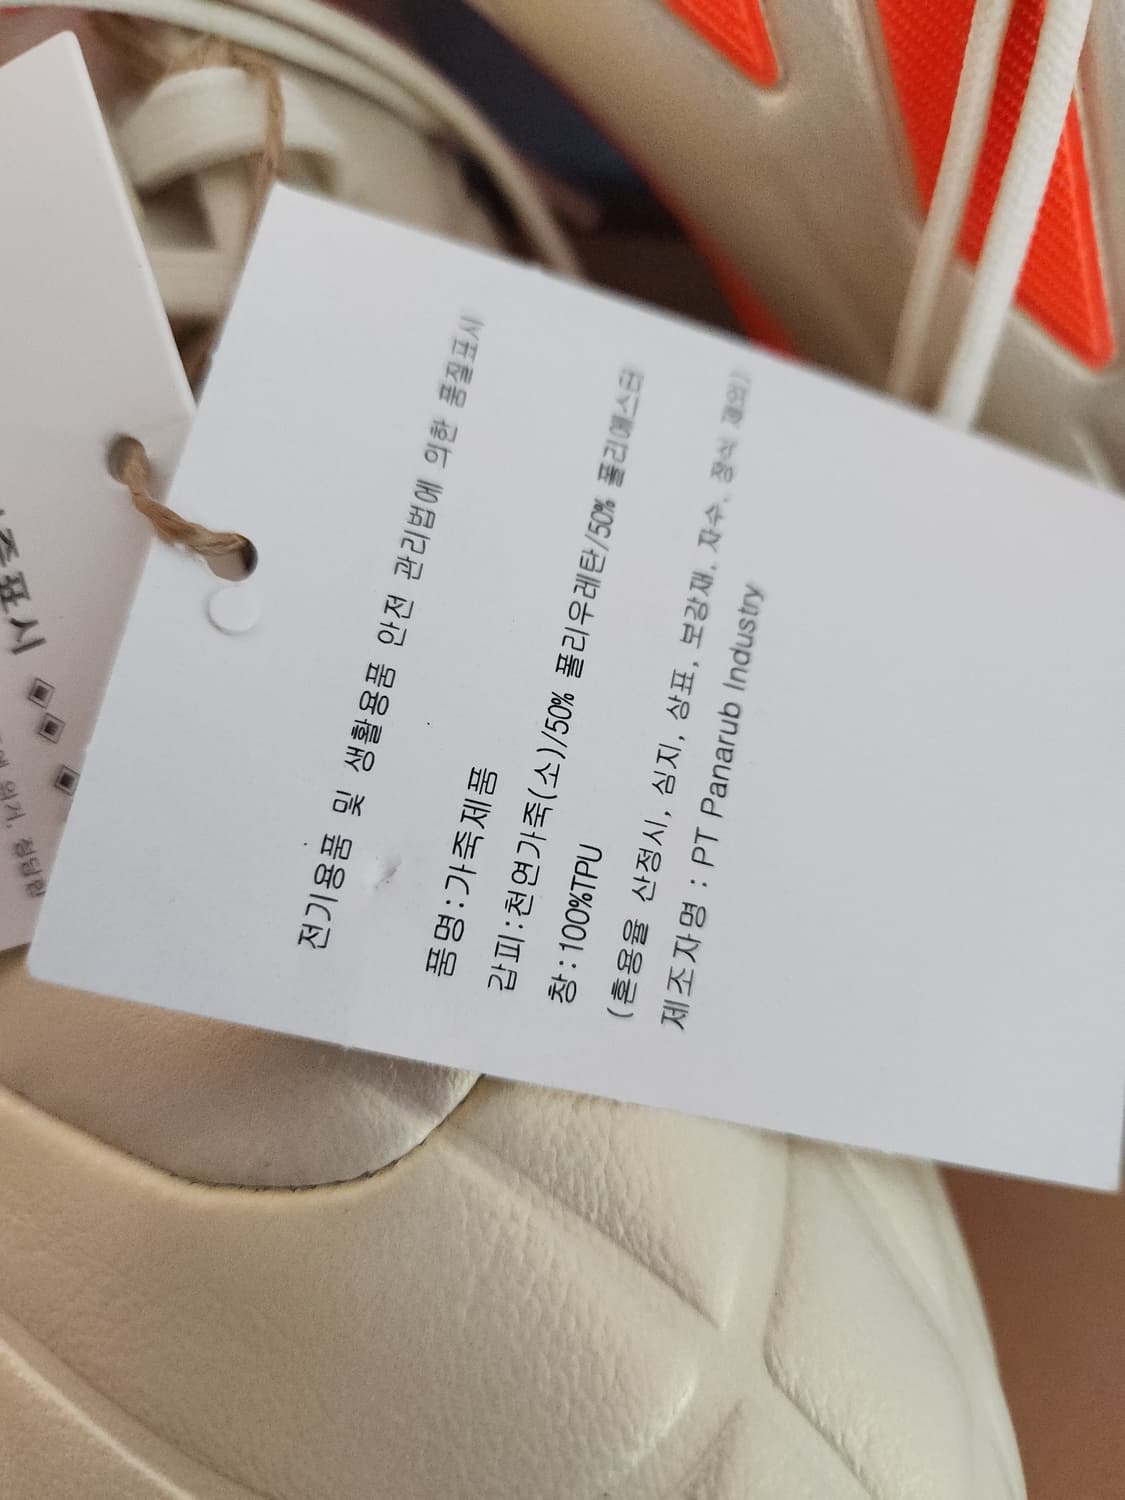 전기용품 및 생활용품 안전 관리법에 의한 품질표시
품명:가죽제품
갑피:천연가죽(소)/50% 폴리우레탄/50% 폴리에스터
창:100%TPU
(혼용율 산정시, 심지, 상표, 보강재, 자수, 장식 제외)
제조자명 : PT Panarub Industry